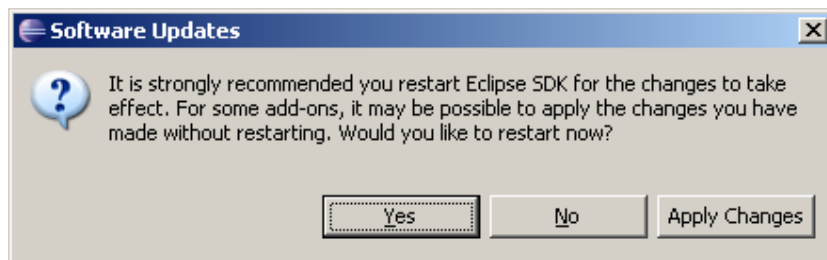 Software Updates
It is strongly recommended you restart Eclipse SDK for the changes to take
effect. For some add-ons, it may be possible to apply the changes you have
made without restarting. Would you like to restart now?
Yes No Apply Changes